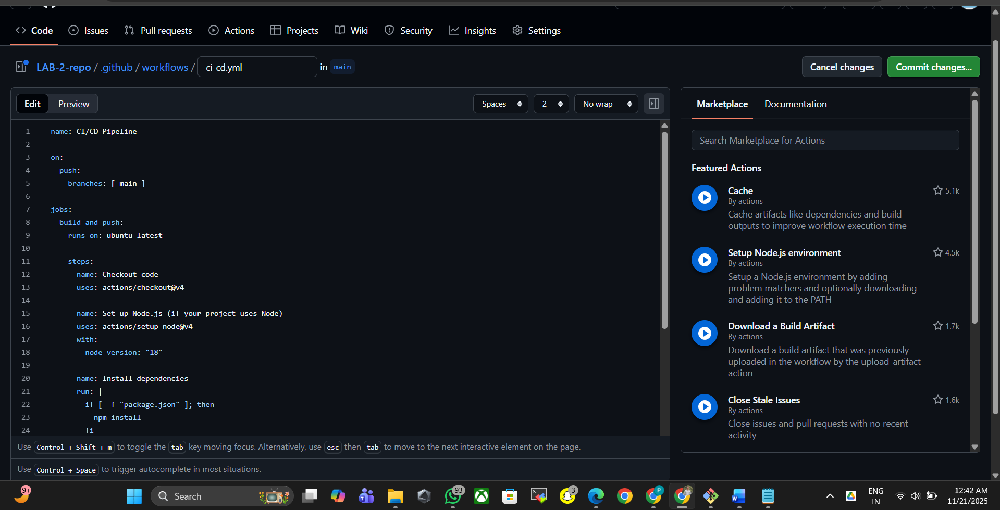 Code Issues Pull requests Actions Projects Wiki Security Insights Settings
LAB-2-repo / .github / workflows / ci-cd.yml in main
Cancel changes Commit changes...
Edit Preview Spaces 2 No wrap
1 name: CI/CD Pipeline
2
3 on:
4 push:
5 branches: [ main ]
6
7 jobs:
8 build-and-push:
9 runs-on: ubuntu-latest
10
11 steps:
12 - name: Checkout code
13 uses: actions/checkout@v4
14
15 - name: Set up Node.js (if your project uses Node)
16 uses: actions/setup-node@v4
17 with:
18 node-version: "18"
19
20 - name: Install dependencies
21 run: |
22 if [ -f "package.json" ]; then
23 npm install
24 fi
Use Control + Shift + m to toggle the tab key moving focus. Alternatively, use esc then tab to move to the next interactive element on the page.
Use Control + Space to trigger autocomplete in most situations.
Marketplace Documentation
Search Marketplace for Actions
Featured Actions
Cache 5.1k
By actions
Cache artifacts like dependencies and build
outputs to improve workflow execution time
Setup Node.js environment 4.5k
By actions
Setup a Node.js environment by adding
problem matchers and optionally downloading
and adding it to the PATH
Download a Build Artifact 1.7k
By actions
Download a build artifact that was previously
uploaded in the workflow by the upload-artifact
action
Close Stale Issues 1.6k
By actions
Close issues and pull requests with no recent
activity
9+
Search
93
3
P
ENG
IN
12:42 AM
11/21/2025